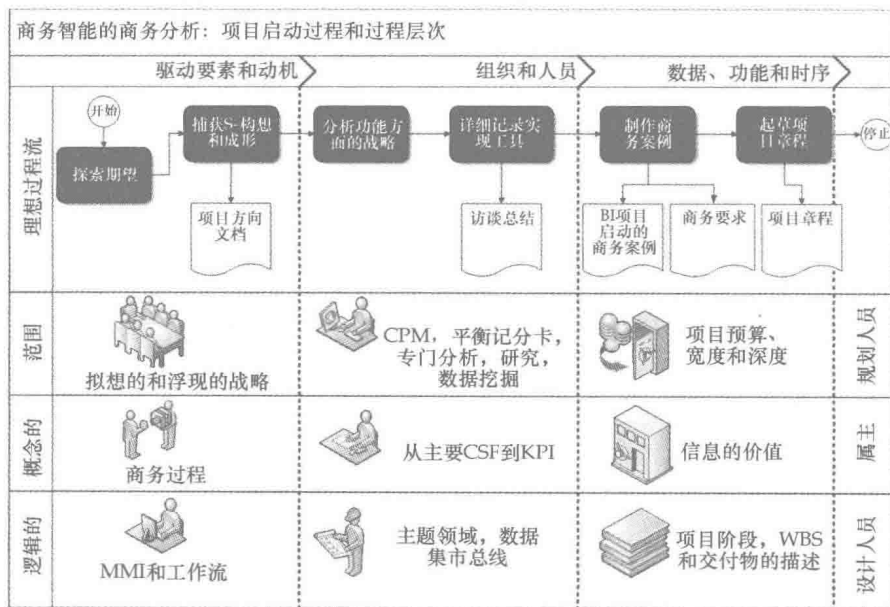 商务智能的商务分析：项目启动过程和过程层次
驱动要素和动机
组织和人员
数据、功能和时序
理想过程流
开始
探索期望
捕获S-构想
和成形
分析功能方
面的战略
详细记录实
现工具
制作商
务案例
起草项
目章程
停止
项目方向
文档
访谈总结
BI项目
启动的
商务案例
商务要求
项目章程
范围
拟想的和浮现的战略
CPM，平衡记分卡，
专门分析，研究，
数据挖掘
项目预算、
宽度和深度
规划人员
概念的
商务过程
从主要CSF到KPI
信息的价值
属主
逻辑的
MMI和工作流
主题领域，数据
集市总线
项目阶段，WBS
和交付物的描述
设计人员